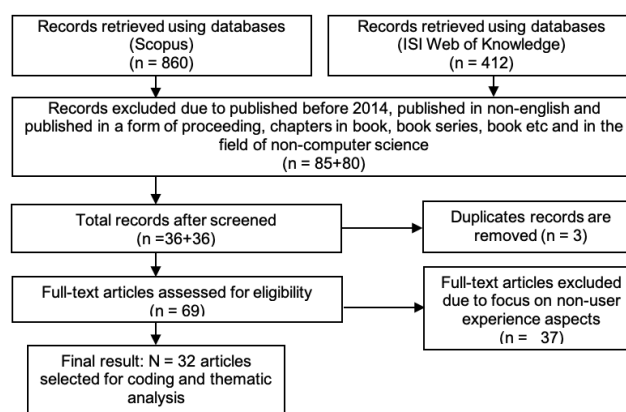 Records retrieved using databases
(Scopus)
(n = 860)
Records retrieved using databases
(ISI Web of Knowledge)
(n = 412)
Records excluded due to published before 2014, published in non-english and
published in a form of proceeding, chapters in book, book series, book etc and in the
field of non-computer science
(n = 85+80)
Total records after screened
(n =36+36)
Duplicates records are
removed (n = 3)
Full-text articles assessed for eligibility
(n = 69)
Full-text articles excluded
due to focus on non-user
experience aspects
(n = 37)
Final result: N = 32 articles
selected for coding and thematic
analysis